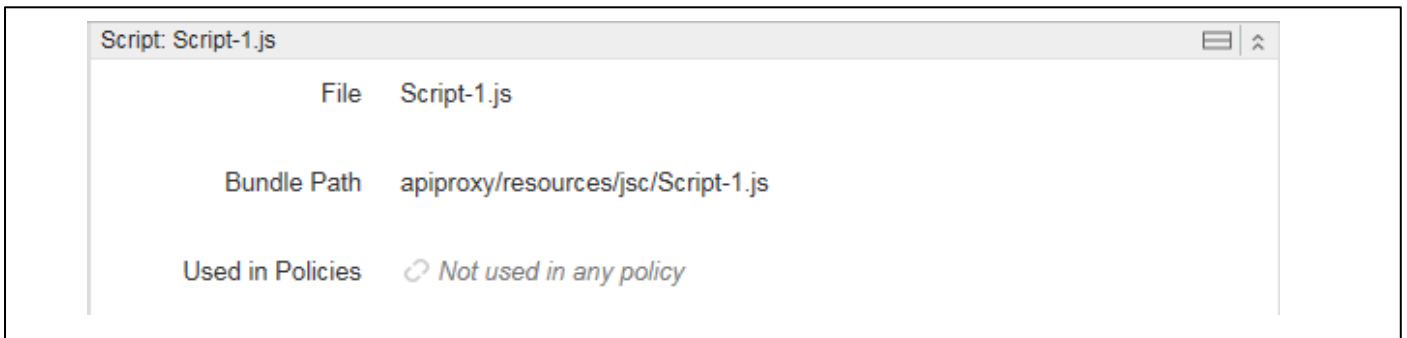 Script: Script-1.js
File Script-1.js
Bundle Path apiproxy/resources/jsc/Script-1.js
Used in Policies Not used in any policy